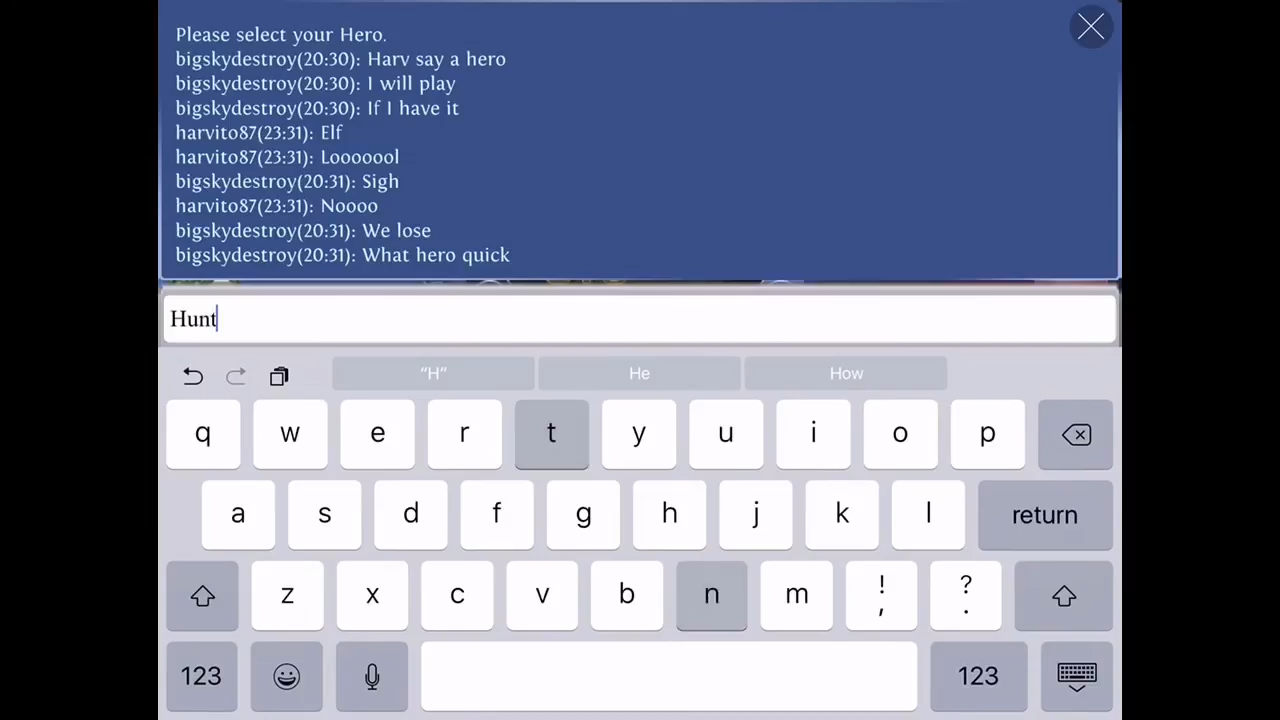 Please select your Hero.
bigskydestroy(20:30): Harv say a hero
bigskydestroy(20:30): I will play
bigskydestroy(20:30): If I have it
harvito87(23:31): Elf
harvito87(23:31): Looooool
bigskydestroy(20:31): Sigh
harvito87(23:31): Noooo
bigskydestroy(20:31): We lose
bigskydestroy(20:31): What hero quick
Hunt
“H” He How
q w e r t y u i o p
a s d f g h j k l return
z x c v b n m ! , ? .
123 123